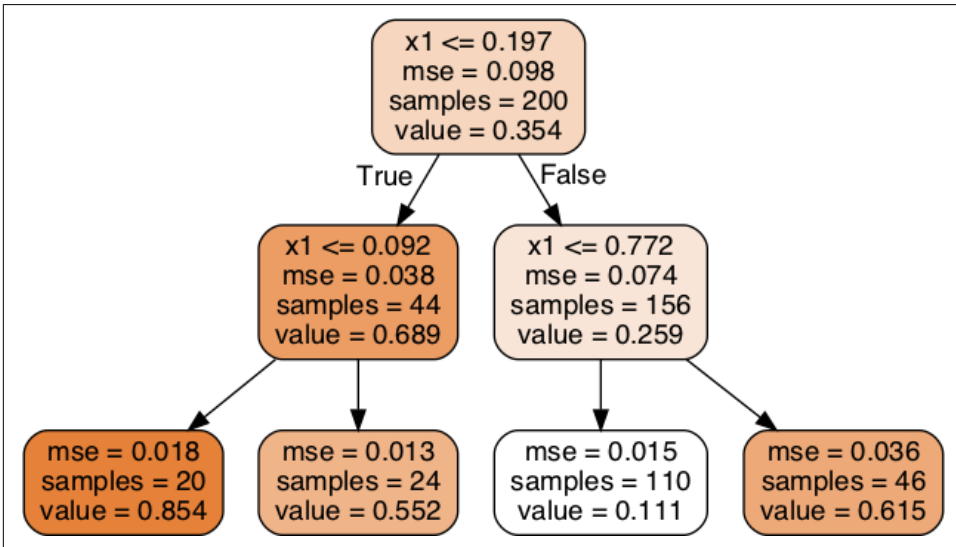 x1 <= 0.197
mse = 0.098
samples = 200
value = 0.354
True
False
x1 <= 0.092
mse = 0.038
samples = 44
value = 0.689
x1 <= 0.772
mse = 0.074
samples = 156
value = 0.259
mse = 0.018
samples = 20
value = 0.854
mse = 0.013
samples = 24
value = 0.552
mse = 0.015
samples = 110
value = 0.111
mse = 0.036
samples = 46
value = 0.615